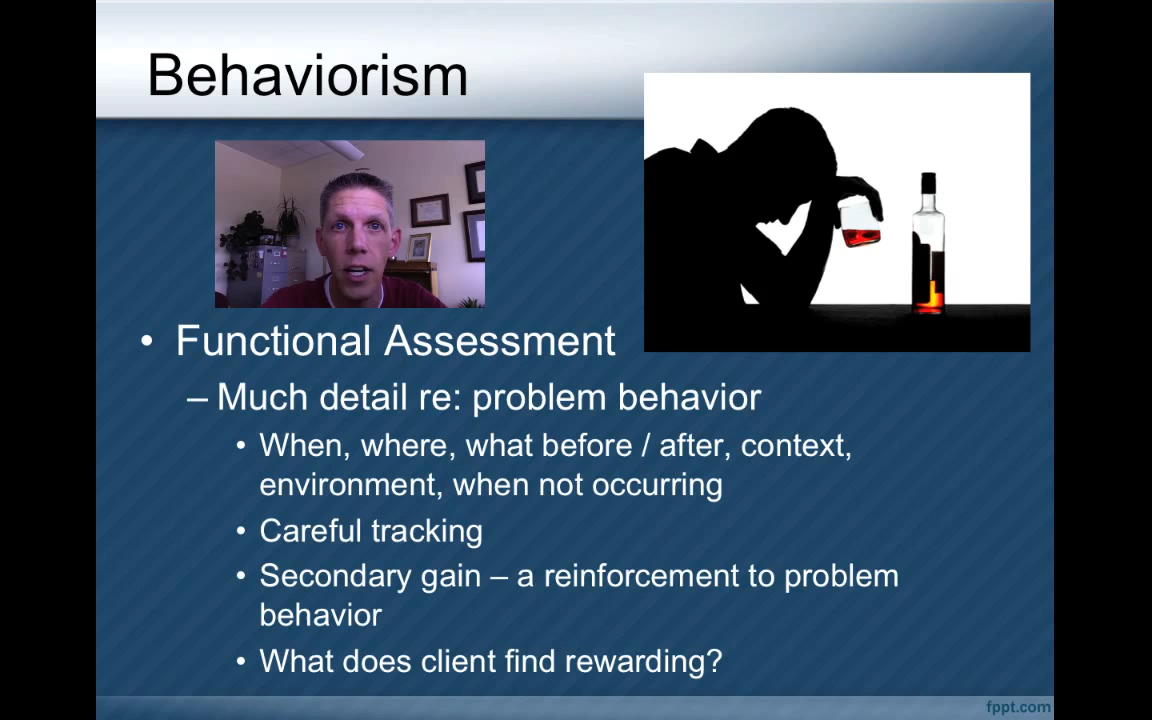 Behaviorism
• Functional Assessment
– Much detail re: problem behavior
• When, where, what before / after, context,
environment, when not occurring
• Careful tracking
• Secondary gain – a reinforcement to problem
behavior
• What does client find rewarding?
fppt.com